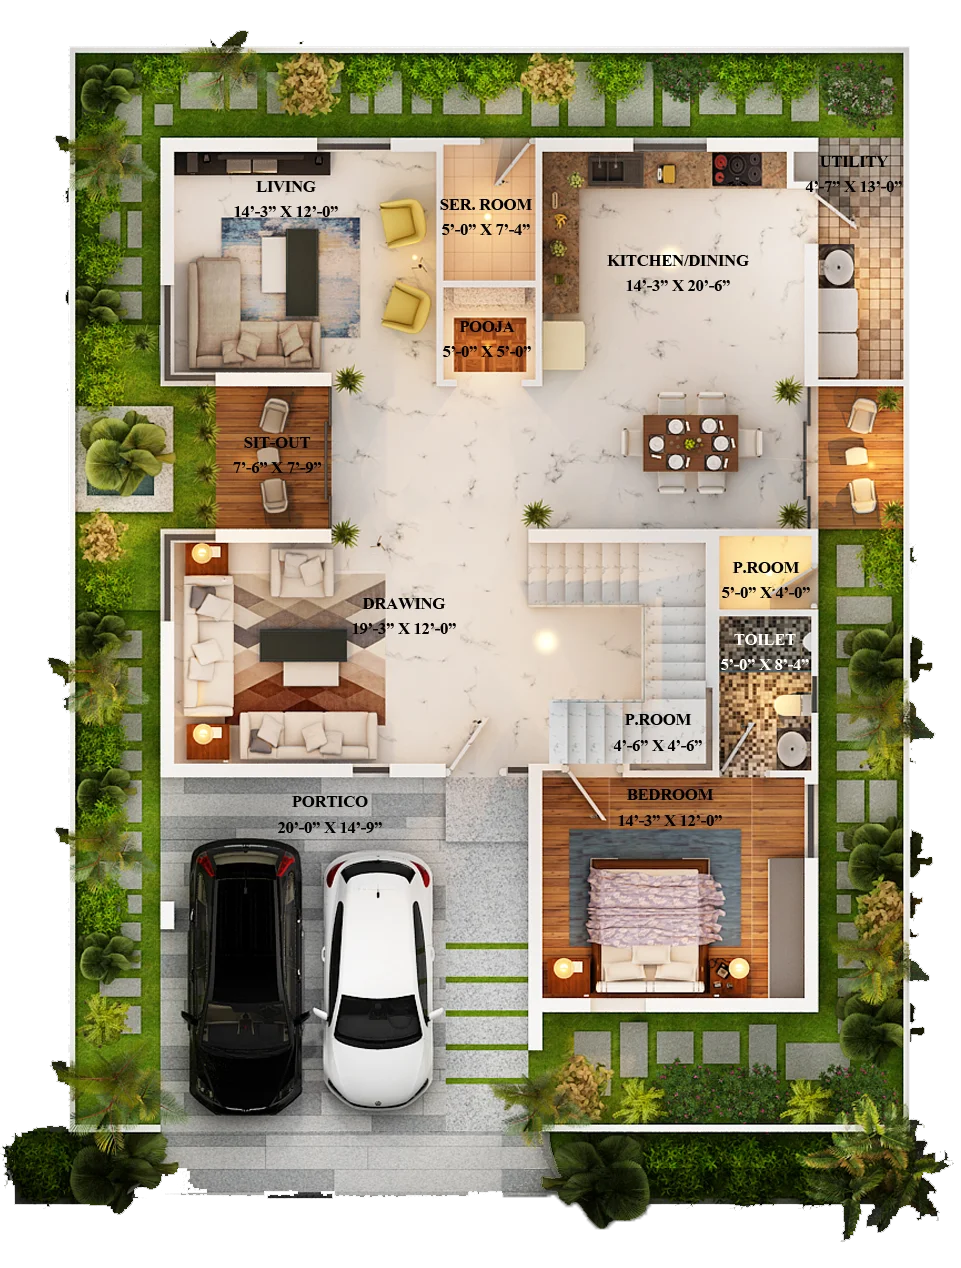 LIVING
14'-3” X 12'-0”
SER. ROOM
5'-0” X 7'-4”
UTILITY
4'-7” X 13'-0”
KITCHEN/DINING
14'-3” X 20'-6”
POOJA
5'-0” X 5'-0”
SIT-OUT
7'-6” X 7'-9”
P.ROOM
5'-0” X 4'-0”
DRAWING
19'-3” X 12'-0”
TOILET
5'-0” X 8'-4”
P.ROOM
4'-6” X 4'-6”
PORTICO
20'-0” X 14'-9”
BEDROOM
14'-3” X 12'-0”